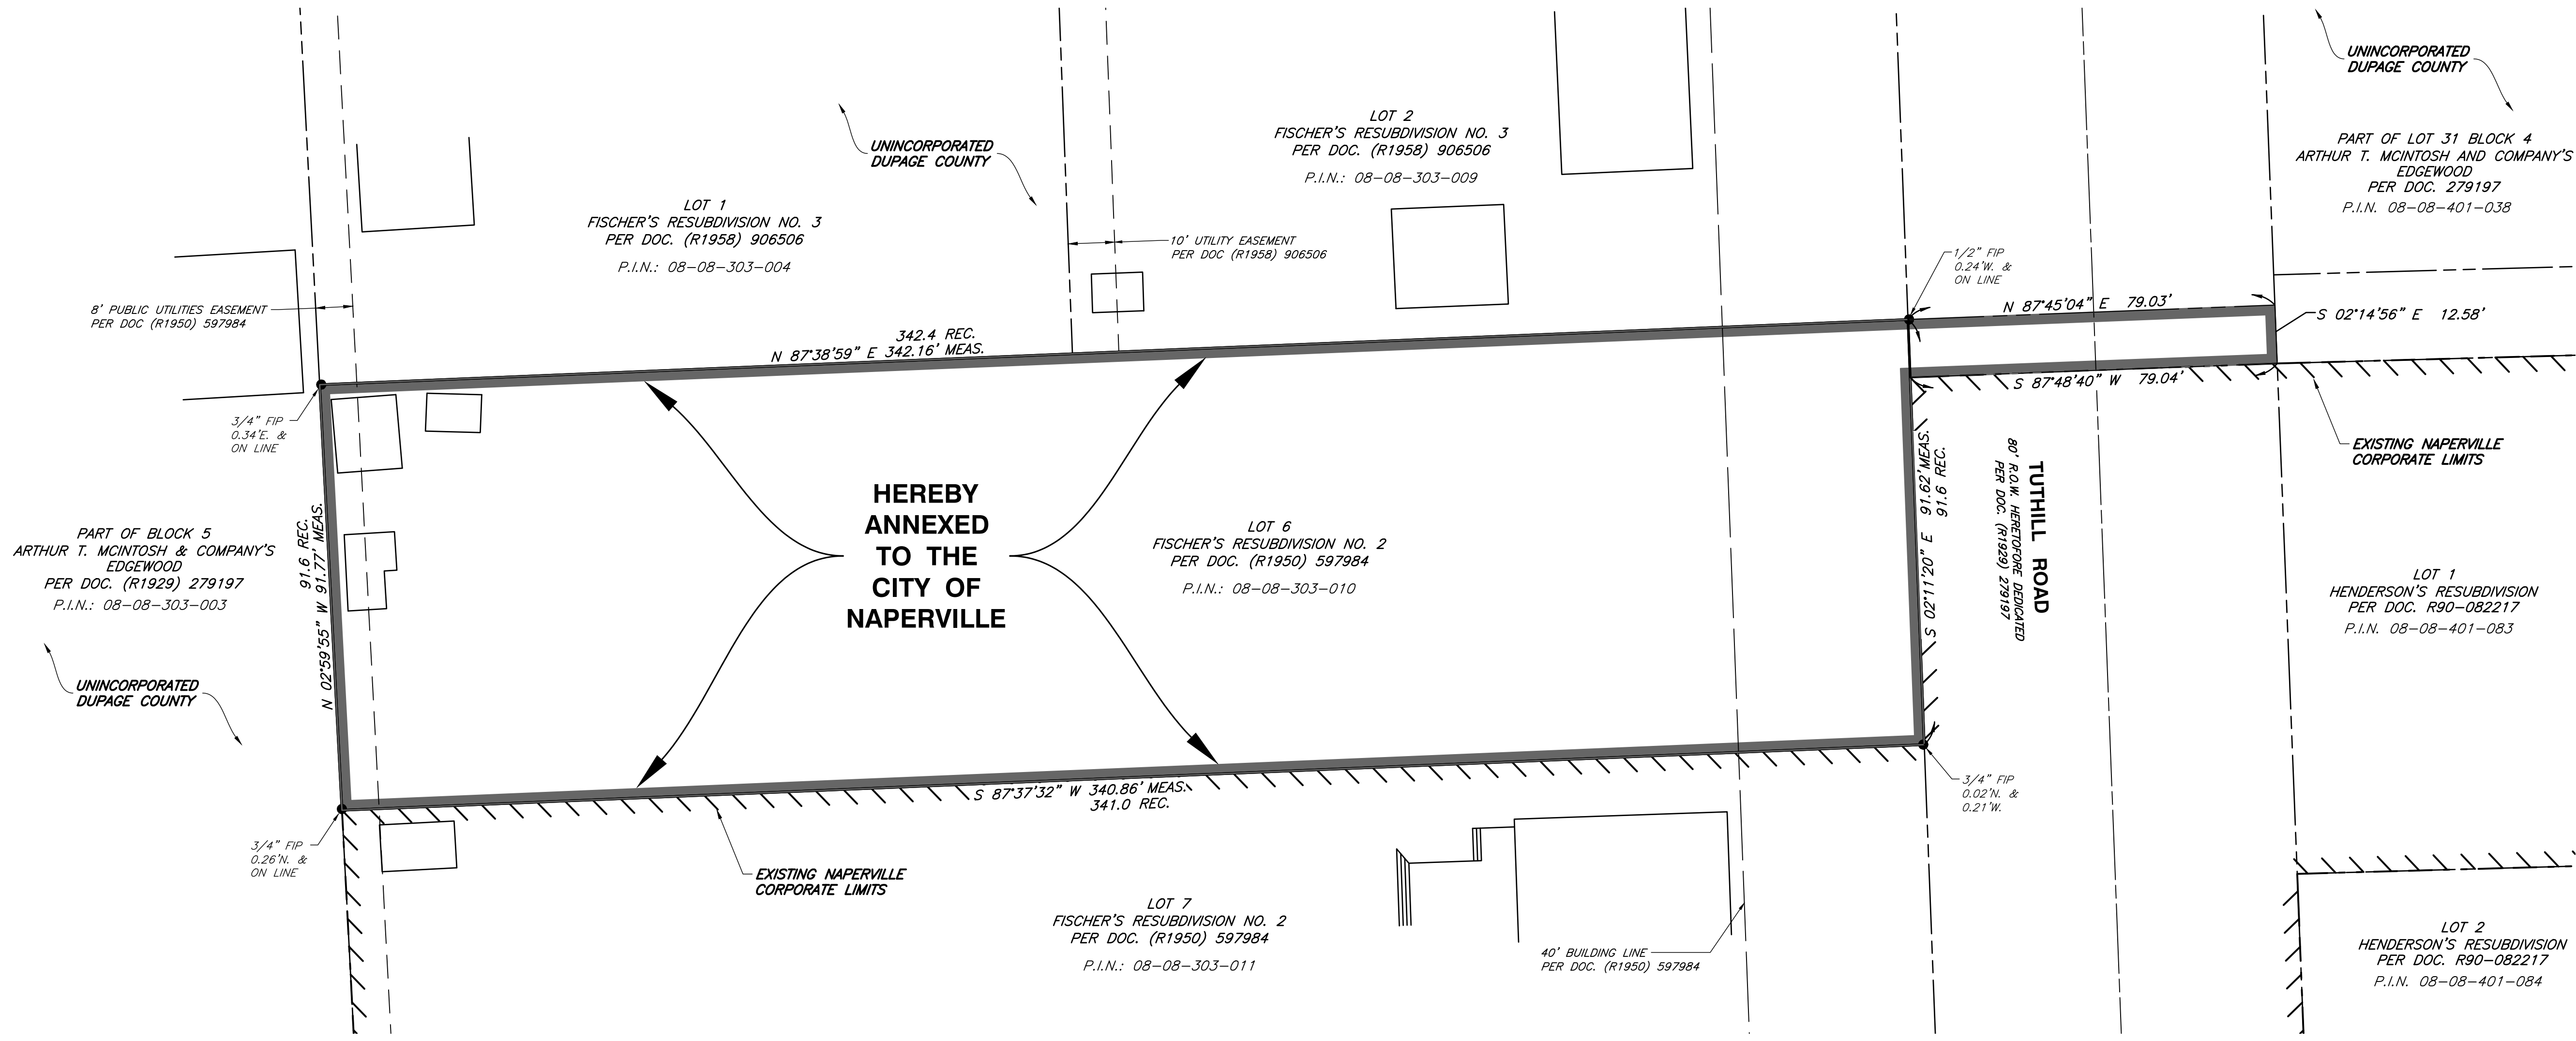 UNINCORPORATED
DUPAGE COUNTY
LOT 2
FISCHER'S RESUBDIVISION NO. 3
PER DOC. (R1958) 906506
P.I.N.: 08-08-303-009
UNINCORPORATED
DUPAGE COUNTY
PART OF LOT 31 BLOCK 4
ARTHUR T. MCINTOSH AND COMPANY'S
EDGEWOOD
PER DOC. 279197
P.I.N. 08-08-401-038
LOT 1
FISCHER'S RESUBDIVISION NO. 3
PER DOC. (R1958) 906506
P.I.N.: 08-08-303-004
10' UTILITY EASEMENT
PER DOC (R1958) 906506
1/2" FIP
0.24'W. &
ON LINE
8' PUBLIC UTILITIES EASEMENT
PER DOC (R1950) 597984
N 87°45'04" E 79.03'
S 02°14'56" E 12.58'
342.4 REC.
N 87°38'59" E 342.16' MEAS.
S 87°48'40" W 79.04'
3/4" FIP
0.34'E. &
ON LINE
EXISTING NAPERVILLE
CORPORATE LIMITS
HEREBY
ANNEXED
TO THE
CITY OF
NAPERVILLE
LOT 6
FISCHER'S RESUBDIVISION NO. 2
PER DOC. (R1950) 597984
P.I.N.: 08-08-303-010
S 02°11'20" E 91.62' MEAS.
91.6 REC.
TUTHILL ROAD
80' R.O.W. HERETOFORE DEDICATED
PER DOC. (R1929) 279197
PART OF BLOCK 5
ARTHUR T. MCINTOSH & COMPANY'S
EDGEWOOD
PER DOC. (R1929) 279197
P.I.N.: 08-08-303-003
91.6 REC.
N 02°59'55" W 91.77' MEAS.
LOT 1
HENDERSON'S RESUBDIVISION
PER DOC. R90-082217
P.I.N. 08-08-401-083
UNINCORPORATED
DUPAGE COUNTY
S 87°37'32" W 340.86' MEAS.
341.0 REC.
3/4" FIP
0.02'N. &
0.21'W.
3/4" FIP
0.26'N. &
ON LINE
EXISTING NAPERVILLE
CORPORATE LIMITS
LOT 7
FISCHER'S RESUBDIVISION NO. 2
PER DOC. (R1950) 597984
P.I.N.: 08-08-303-011
40' BUILDING LINE
PER DOC. (R1950) 597984
LOT 2
HENDERSON'S RESUBDIVISION
PER DOC. R90-082217
P.I.N. 08-08-401-084